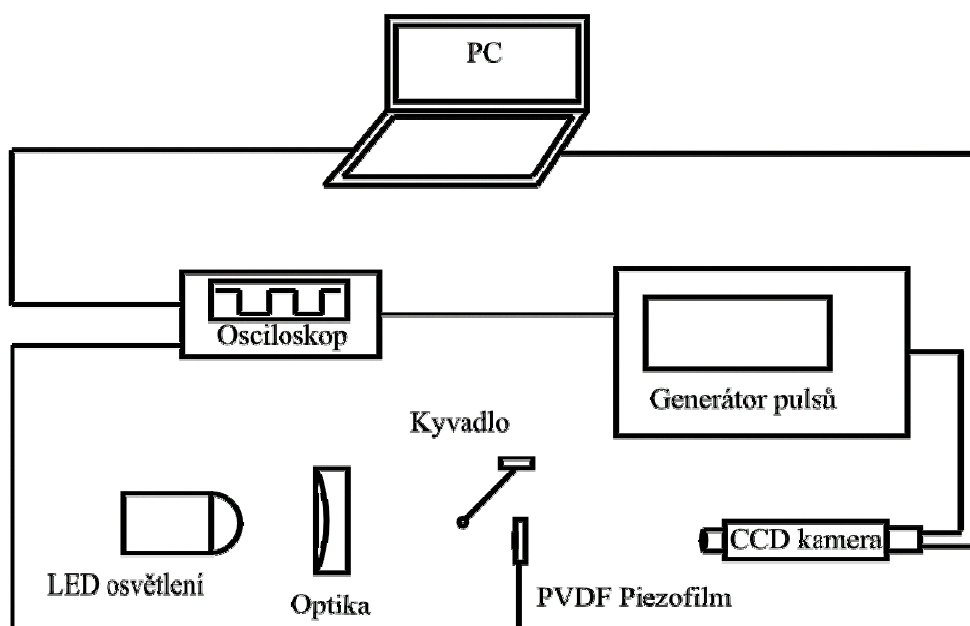 PC
Osciloskop
Generátor pulsů
Kyvadlo
CCD kamera
LED osvětlení
Optika
PVDF Piezofilm